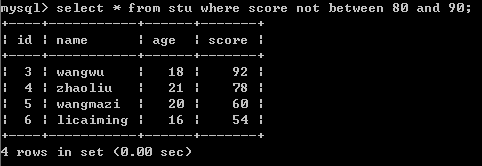 mysql> select * from stu where score not between 80 and 90;
+----+-----------+------+-------+
| id | name      | age  | score |
+----+-----------+------+-------+
|  3 | wangwu    |   18 |    92 |
|  4 | zhaoliu   |   21 |    78 |
|  5 | wangmazi  |   20 |    60 |
|  6 | licaiming |   16 |    54 |
+----+-----------+------+-------+
4 rows in set (0.00 sec)